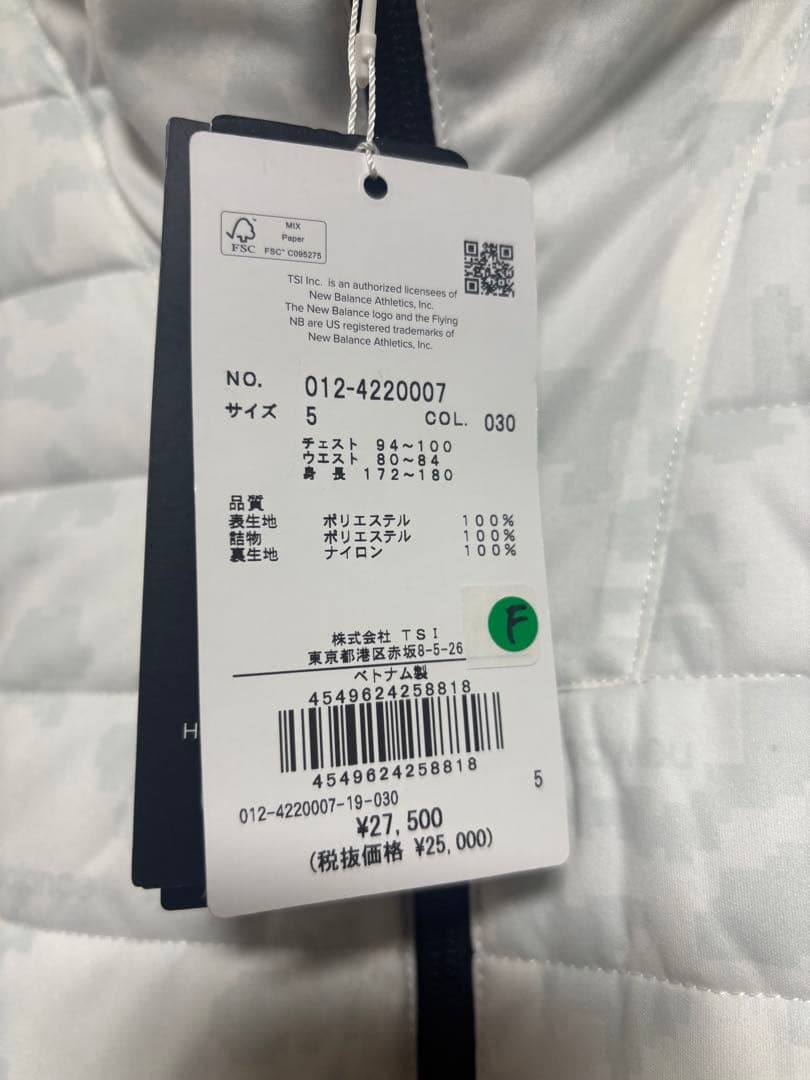 MIX
Paper
FSC
FSC™ C095275
TSI Inc. is an authorized licensees of
New Balance Athletics, Inc.
The New Balance logo and the Flying
NB are US registered trademarks of
New Balance Athletics, Inc.
NO. 012-4220007
サイズ 5 COL. 030
チェスト 94~100
ウエスト 80~84
身長 172~180
品質
表生地 ポリエステル 100%
詰物 ポリエステル 100%
裏生地 ナイロン 100%
F
株式会社 TSI
東京都港区赤坂8-5-26
ベトナム製
4549624258818
4549624258818
5
012-4220007-19-030
¥27,500
(税抜価格 ¥25,000)
H